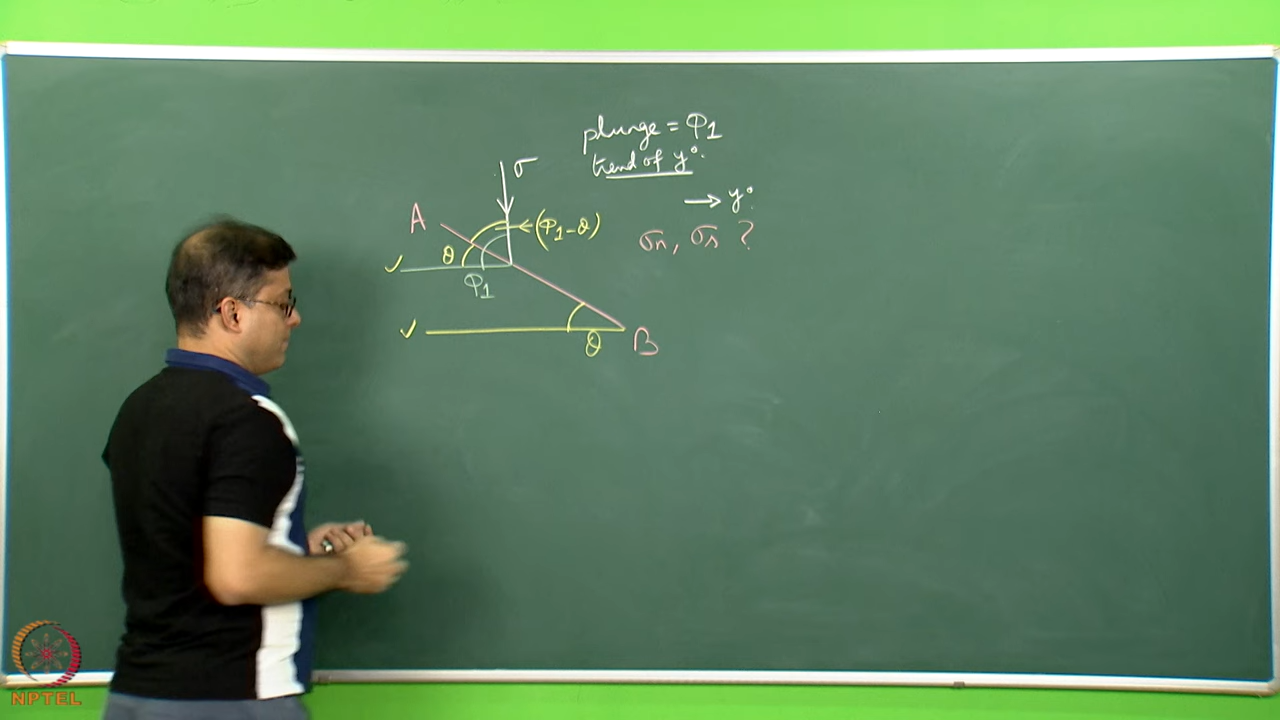 plunge = φ1
trend of y°.
→ y°
σn, σs ?
σ
A
←(φ1-θ)
θ
✓
φ1
✓
θ
B
NPTEL